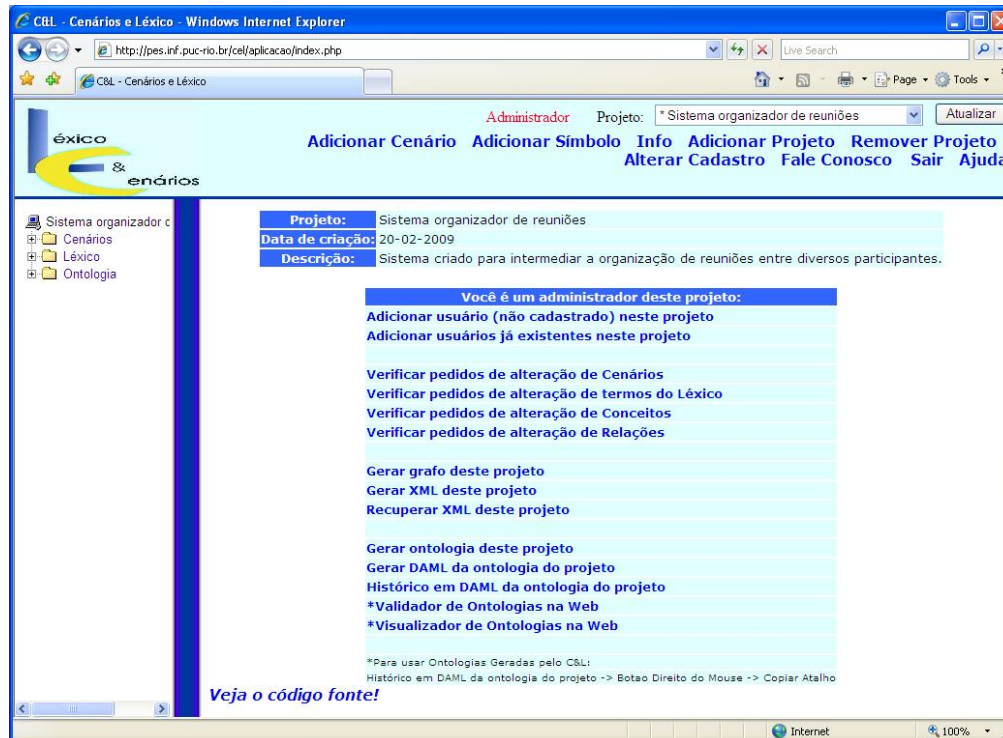 C&L - Cenários e Léxico - Windows Internet Explorer
http://pes.inf.puc-rio.br/cel/aplicacao/index.php
Live Search
C&L - Cenários e Léxico
Page
Tools
Administrador Projeto: * Sistema organizador de reuniões Atualizar
Adicionar Cenário Adicionar Símbolo Info Adicionar Projeto Remover Projeto
Alterar Cadastro Fale Conosco Sair Ajuda
éxico
&
enários
Sistema organizador d
Cenários
Léxico
Ontologia
Projeto: Sistema organizador de reuniões
Data de criação: 20-02-2009
Descrição: Sistema criado para intermediar a organização de reuniões entre diversos participantes.
Você é um administrador deste projeto:
Adicionar usuário (não cadastrado) neste projeto
Adicionar usuários já existentes neste projeto
Verificar pedidos de alteração de Cenários
Verificar pedidos de alteração de termos do Léxico
Verificar pedidos de alteração de Conceitos
Verificar pedidos de alteração de Relações
Gerar grafo deste projeto
Gerar XML deste projeto
Recuperar XML deste projeto
Gerar ontologia deste projeto
Gerar DAML da ontologia do projeto
Histórico em DAML da ontologia do projeto
*Validador de Ontologias na Web
*Visualizador de Ontologias na Web
*Para usar Ontologias Geradas pelo C&L:
Histórico em DAML da ontologia do projeto -> Botao Direito do Mouse -> Copiar Atalho
Veja o código fonte!
Internet
100%